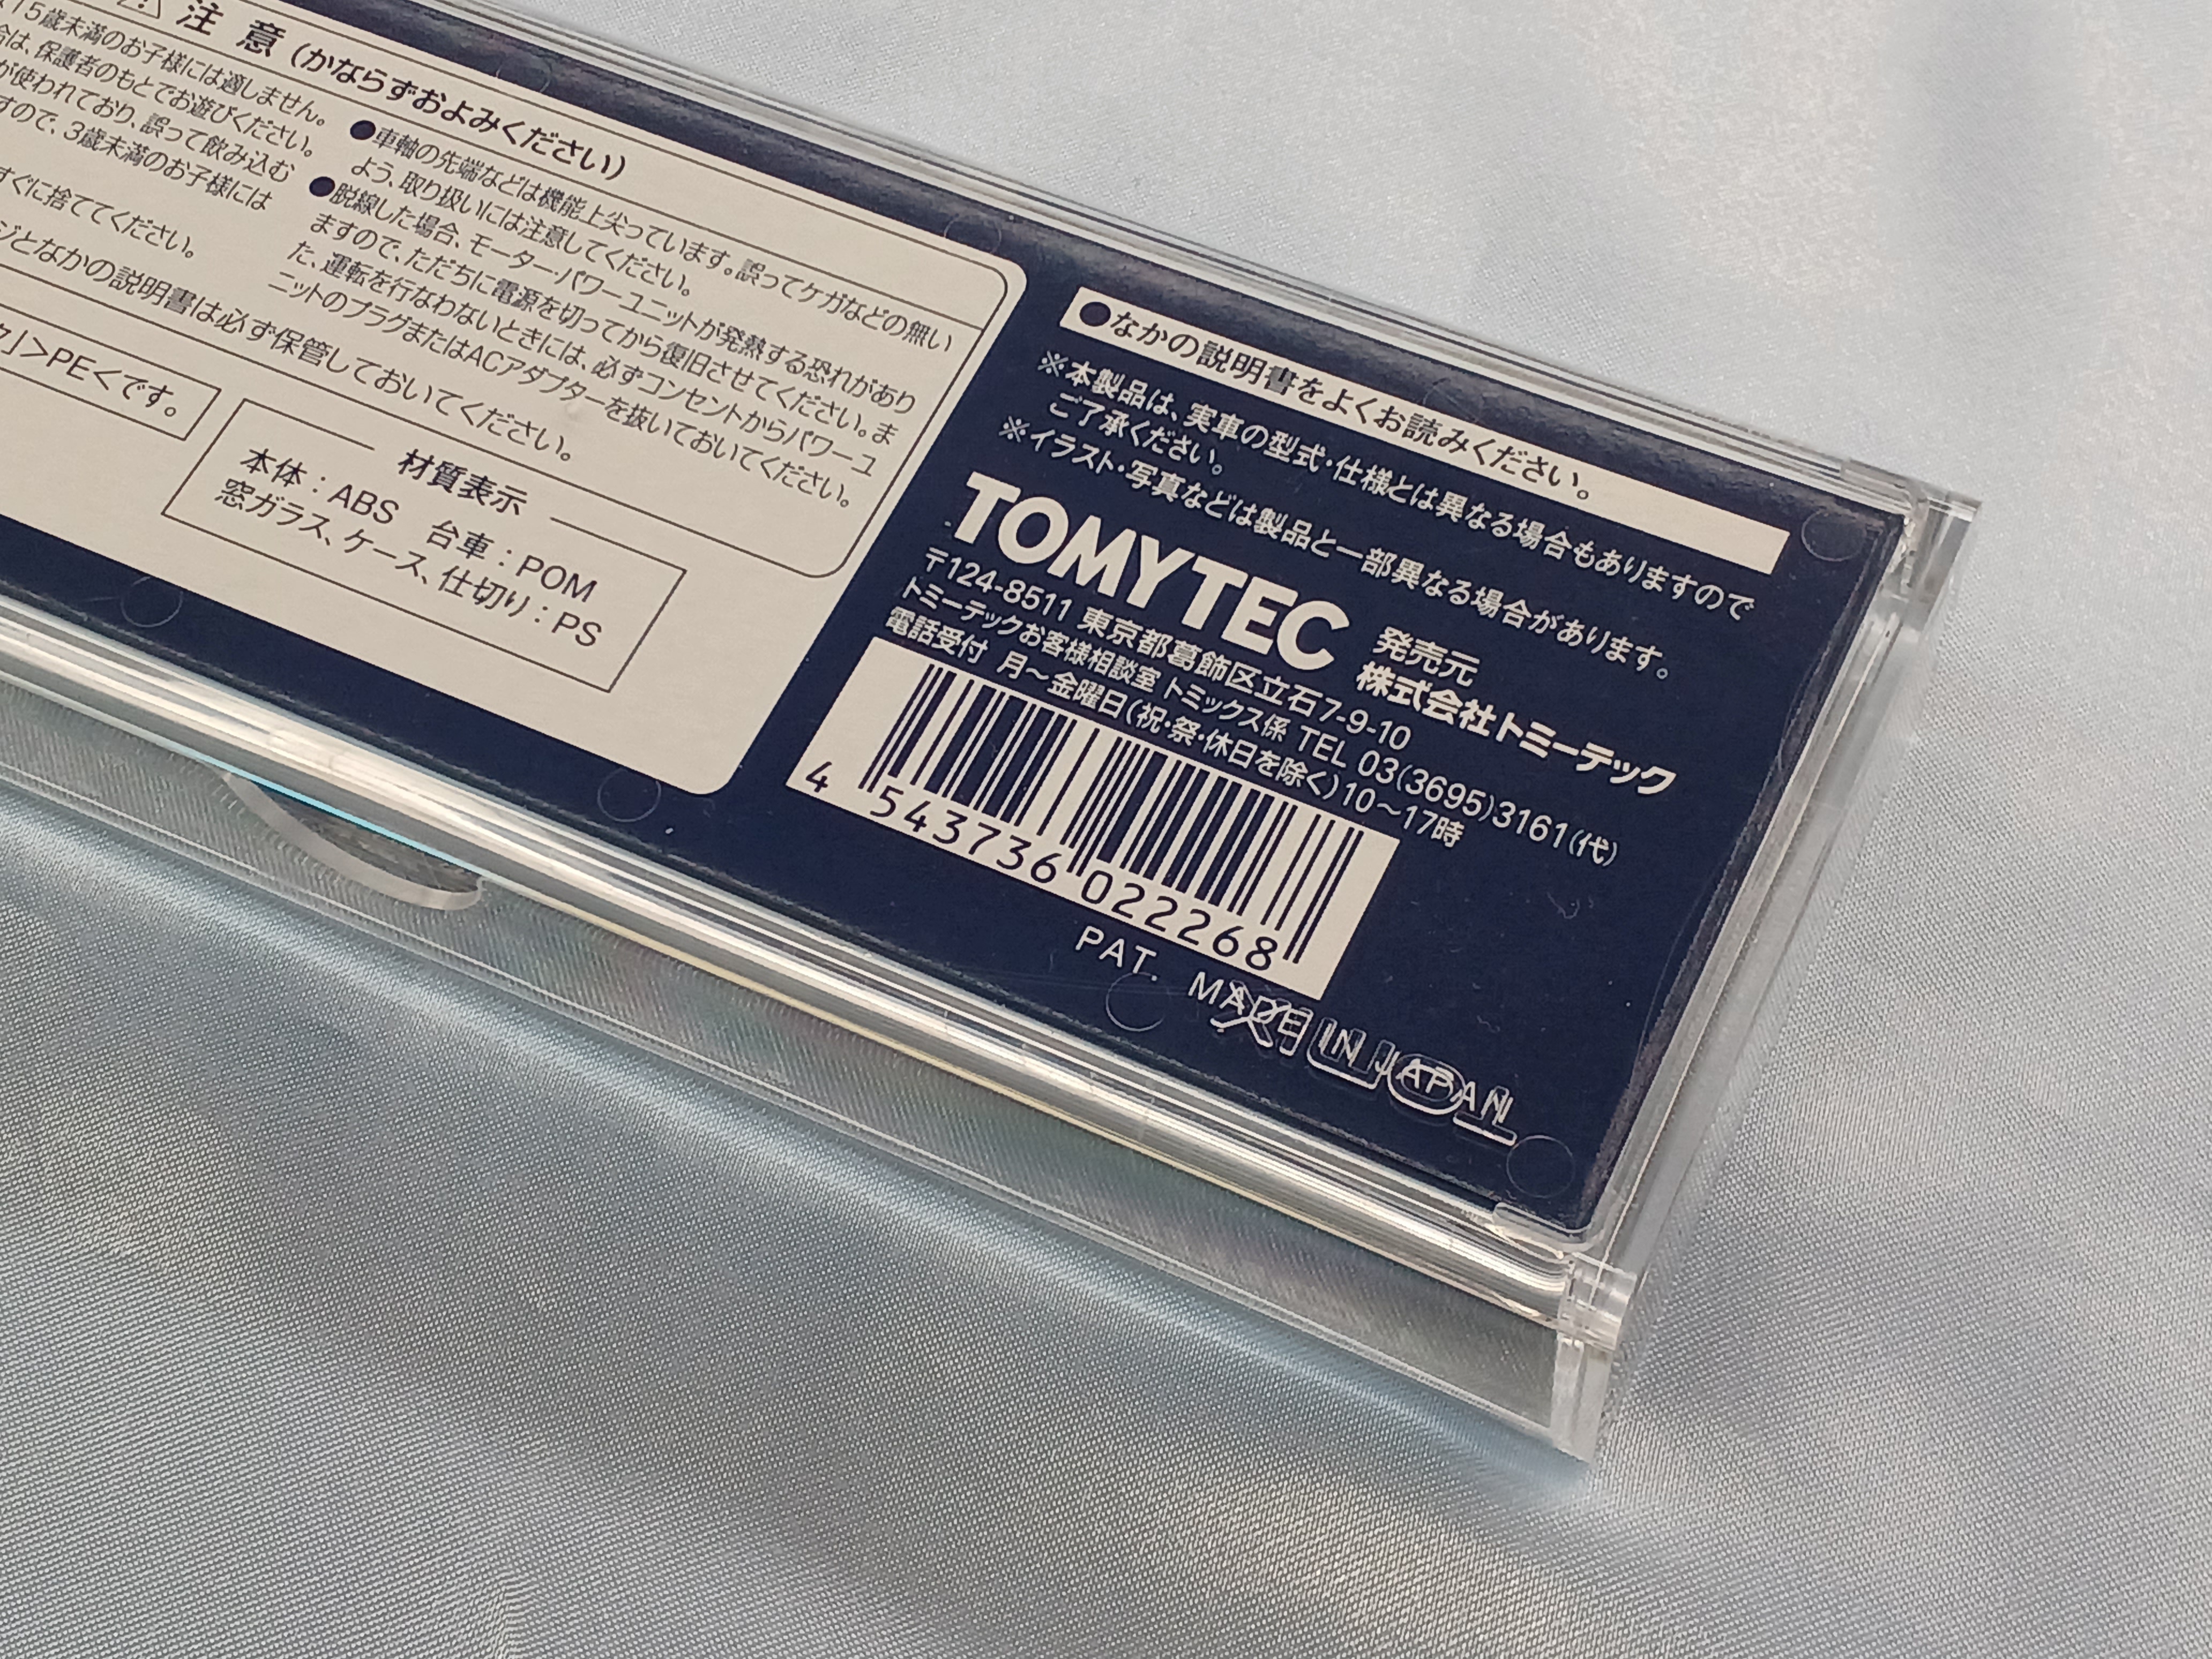 注 意 (かならずおよみください)
15歳未満のお子様には適しません。
合は、保護者のもとでお遊びください。
が使われており、誤って飲み込む
すので、3歳未満のお子様には
すぐに捨ててください。
●車軸の先端などは機能上尖っています。誤ってケガなどの無い
よう、取り扱いには注意してください。
●脱線した場合、モーター・パワーユニットが発熱する恐れがあり
ますので、ただちに電源を切ってから復旧させてください。ま
た、運転を行なわないときには、必ずコンセントからパワーユ
ニットのプラグまたはACアダプターを抜いておいてください。
ジとなかの説明書は必ず保管しておいてください。
>PE<です。
材質表示
本体：ABS 台車：POM
窓ガラス、ケース、仕切り：PS
●なかの説明書をよくお読みください。
※本製品は、実車の型式・仕様とは異なる場合もありますので
ご了承ください。
※イラスト・写真などは製品と一部異なる場合があります。
TOMYTEC 発売元
株式会社トミーテック
〒124-8511 東京都葛飾区立石7-9-10
トミーテックお客様相談室 トミックス係 TEL 03(3695)3161(代)
電話受付 月〜金曜日(祝・祭・休日を除く)10〜17時
4 543736 022268
PAT. MADE IN JAPAN